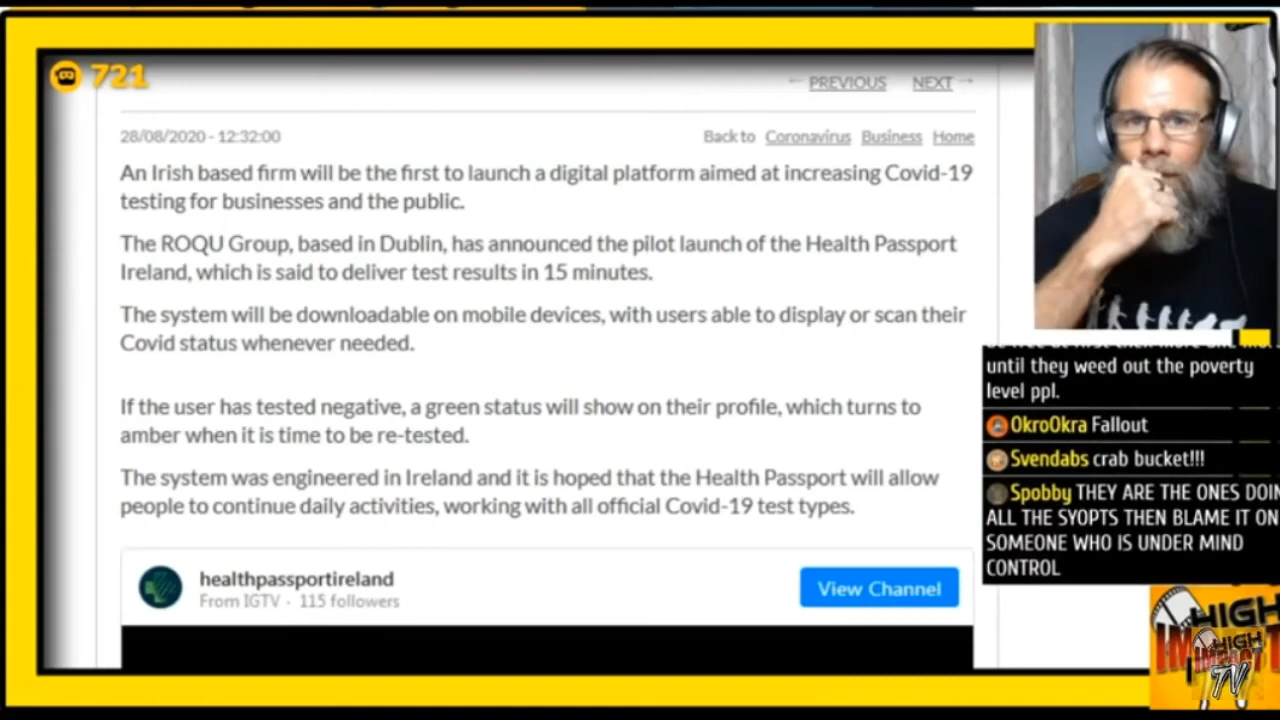 721
← PREVIOUS NEXT →
28/08/2020 - 12:32:00 Back to Coronavirus Business Home
An Irish based firm will be the first to launch a digital platform aimed at increasing Covid-19
testing for businesses and the public.
The ROQU Group, based in Dublin, has announced the pilot launch of the Health Passport
Ireland, which is said to deliver test results in 15 minutes.
The system will be downloadable on mobile devices, with users able to display or scan their
Covid status whenever needed.
If the user has tested negative, a green status will show on their profile, which turns to
amber when it is time to be re-tested.
The system was engineered in Ireland and it is hoped that the Health Passport will allow
people to continue daily activities, working with all official Covid-19 test types.
healthpassportireland
From IGTV · 115 followers
View Channel
until they weed out the poverty
level ppl.
OkroOkra Fallout
Svendabs crab bucket!!!
Spobby THEY ARE THE ONES DOIN
ALL THE SYOPTS THEN BLAME IT ON
SOMEONE WHO IS UNDER MIND
CONTROL
HIGH
IMPACT
HIGH
IMPACT
TV